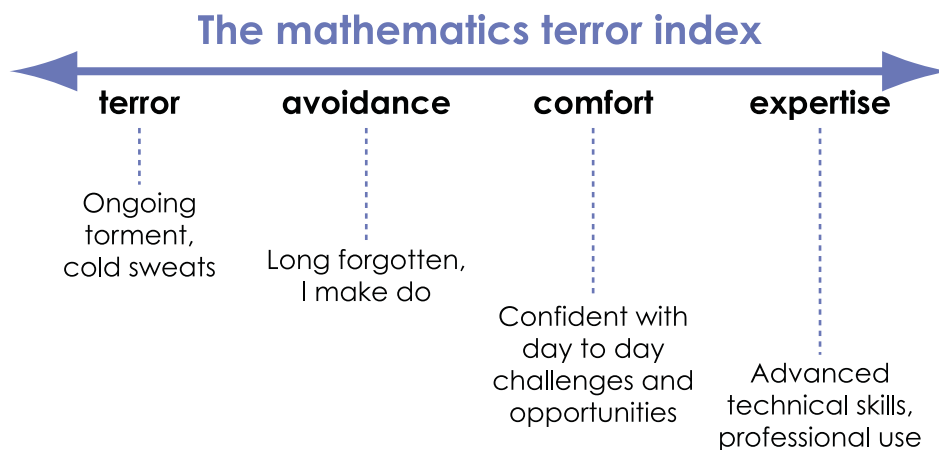 The mathematics terror index
terror avoidance comfort expertise
Ongoing
torment,
cold sweats
Long forgotten,
I make do
Confident with
day to day
challenges and
opportunities
Advanced
technical skills,
professional use